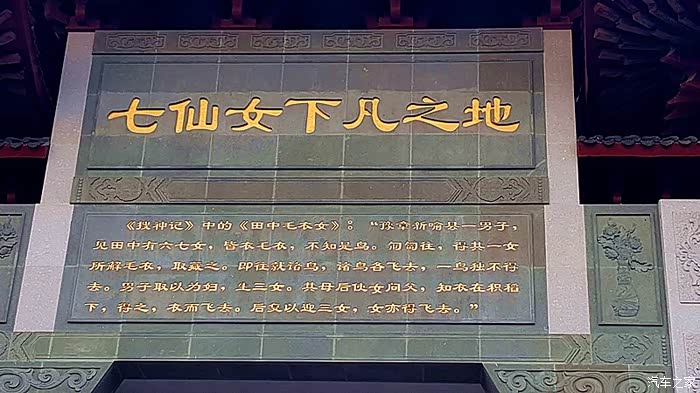 七仙女下凡之地
《搜神记》中的《田中毛衣女》：“豫章新喻县一男子，
见田中有六七女，皆衣毛衣，不知是鸟。匍匐往，得其一女
所解毛衣，取藏之。即往就诸鸟，诸鸟各飞去，一鸟独不得
去。男子取以为妇，生三女。其母后使女问父，知衣在积稻
下，得之，衣而飞去。后又以迎三女，女亦得飞去。”
汽车之家